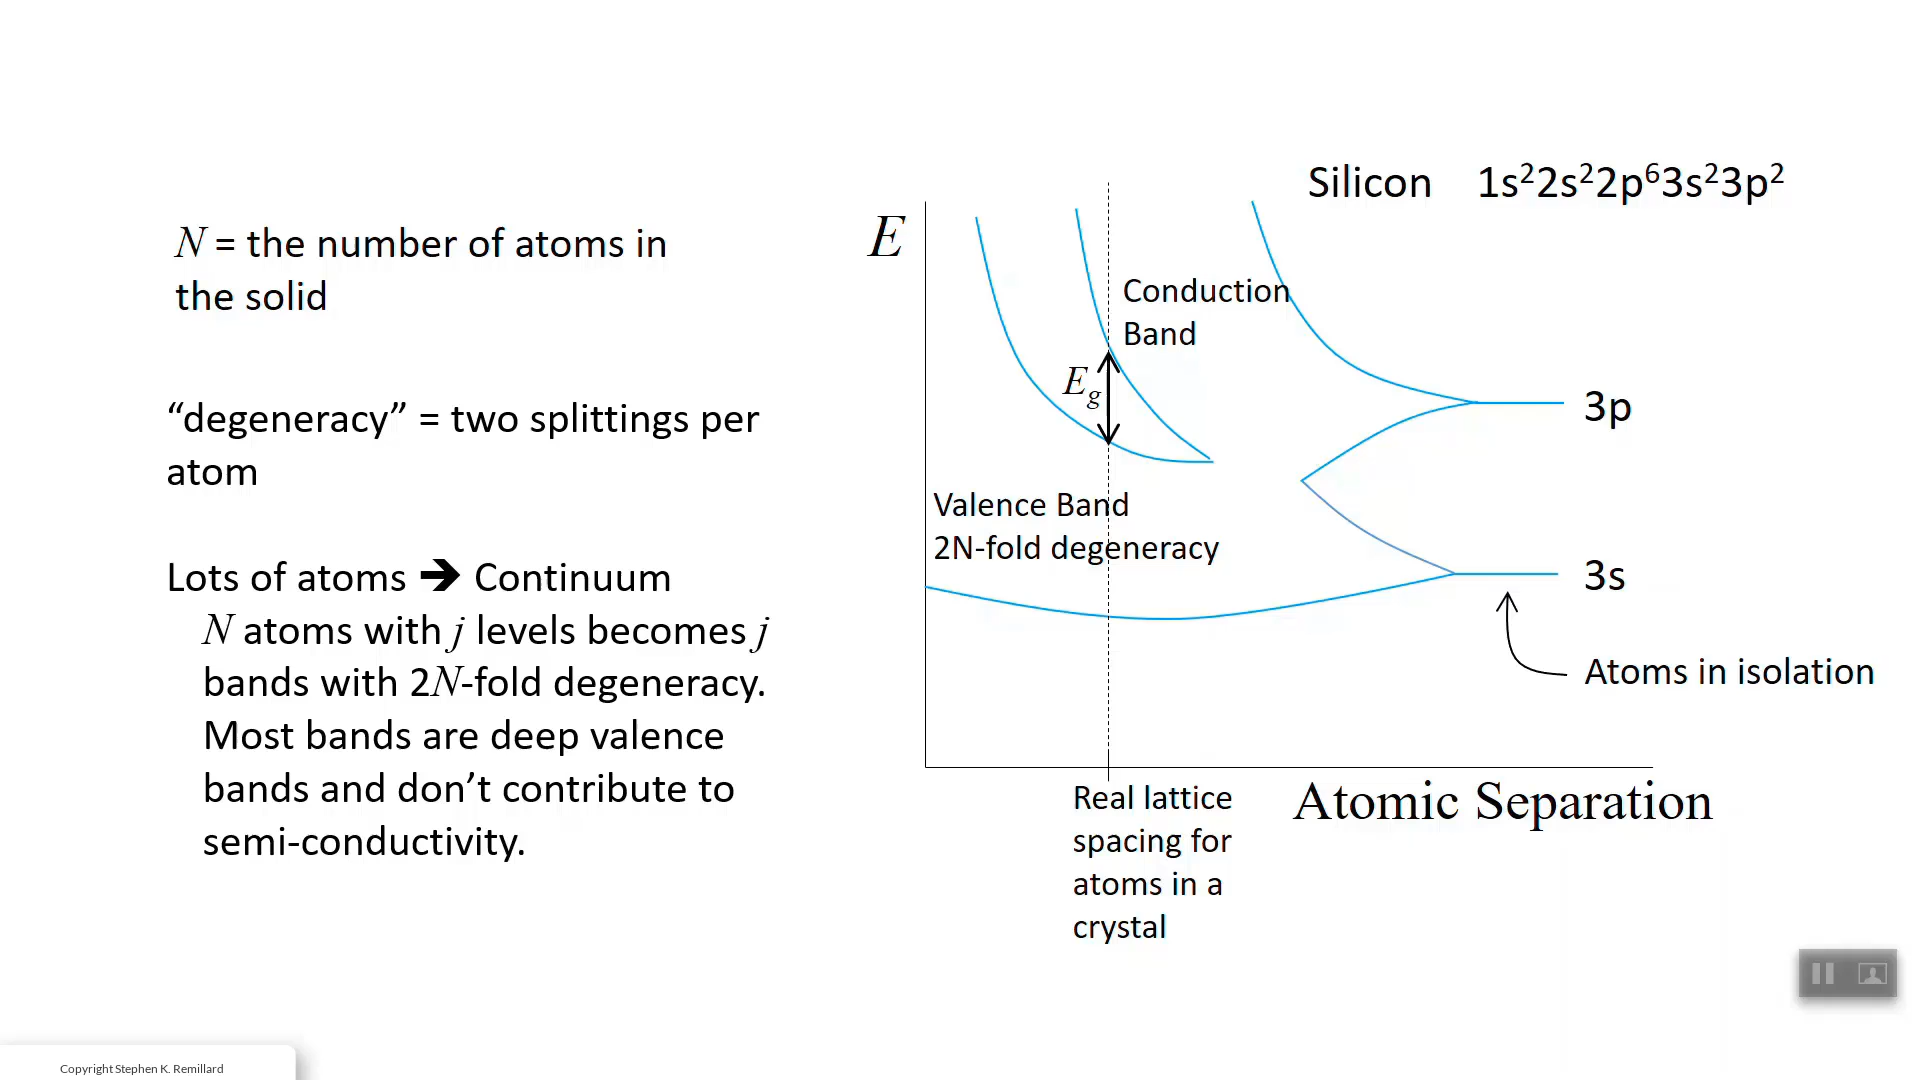 Silicon 1s²2s²2p⁶3s²3p²
N = the number of atoms in
the solid
“degeneracy” = two splittings per
atom
Lots of atoms ➔ Continuum
N atoms with j levels becomes j
bands with 2N-fold degeneracy.
Most bands are deep valence
bands and don’t contribute to
semi-conductivity.
E
Conduction
Band
E_g
3p
Valence Band
2N-fold degeneracy
3s
Atoms in isolation
Real lattice
spacing for
atoms in a
crystal
Atomic Separation
Copyright Stephen K. Remillard